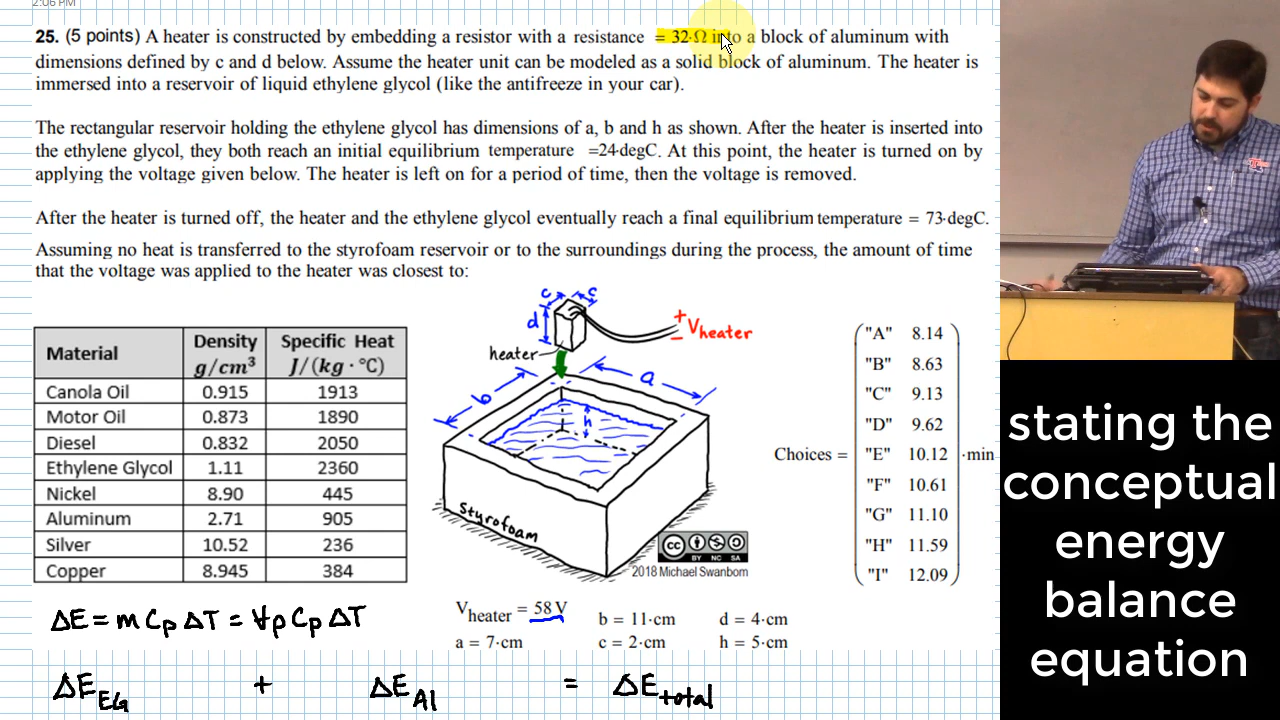 2:06 PM
25. (5 points) A heater is constructed by embedding a resistor with a resistance = 32·Ω into a block of aluminum with
dimensions defined by c and d below. Assume the heater unit can be modeled as a solid block of aluminum. The heater is
immersed into a reservoir of liquid ethylene glycol (like the antifreeze in your car).
The rectangular reservoir holding the ethylene glycol has dimensions of a, b and h as shown. After the heater is inserted into
the ethylene glycol, they both reach an initial equilibrium temperature =24·degC. At this point, the heater is turned on by
applying the voltage given below. The heater is left on for a period of time, then the voltage is removed.
After the heater is turned off, the heater and the ethylene glycol eventually reach a final equilibrium temperature = 73·degC.
Assuming no heat is transferred to the styrofoam reservoir or to the surroundings during the process, the amount of time
that the voltage was applied to the heater was closest to:
Material Density g/cm³ Specific Heat J/(kg · °C)
Canola Oil 0.915 1913
Motor Oil 0.873 1890
Diesel 0.832 2050
Ethylene Glycol 1.11 2360
Nickel 8.90 445
Aluminum 2.71 905
Silver 10.52 236
Copper 8.945 384
c c
d
+
V heater
−
heater
a
b
h
Styrofoam
cc
BY NC SA
2018 Michael Swanbom
Choices = ·min
"A" 8.14
"B" 8.63
"C" 9.13
"D" 9.62
"E" 10.12
"F" 10.61
"G" 11.10
"H" 11.59
"I" 12.09
V heater = 58 V b = 11·cm d = 4·cm
a = 7·cm c = 2·cm h = 5·cm
ΔE = m Cp ΔT = ∀ρ Cp ΔT
ΔE EG + ΔE Al = ΔE total
stating the
conceptual
energy
balance
equation